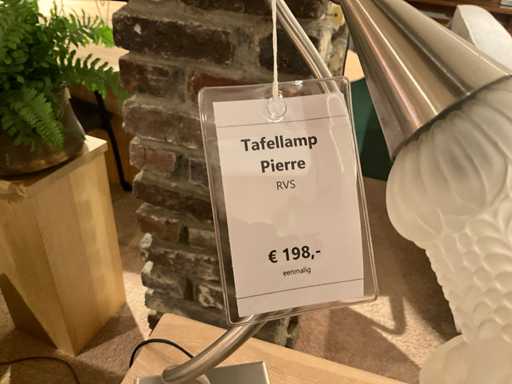 Tafellamp
Pierre
RVS
€ 198,-
eenmalig